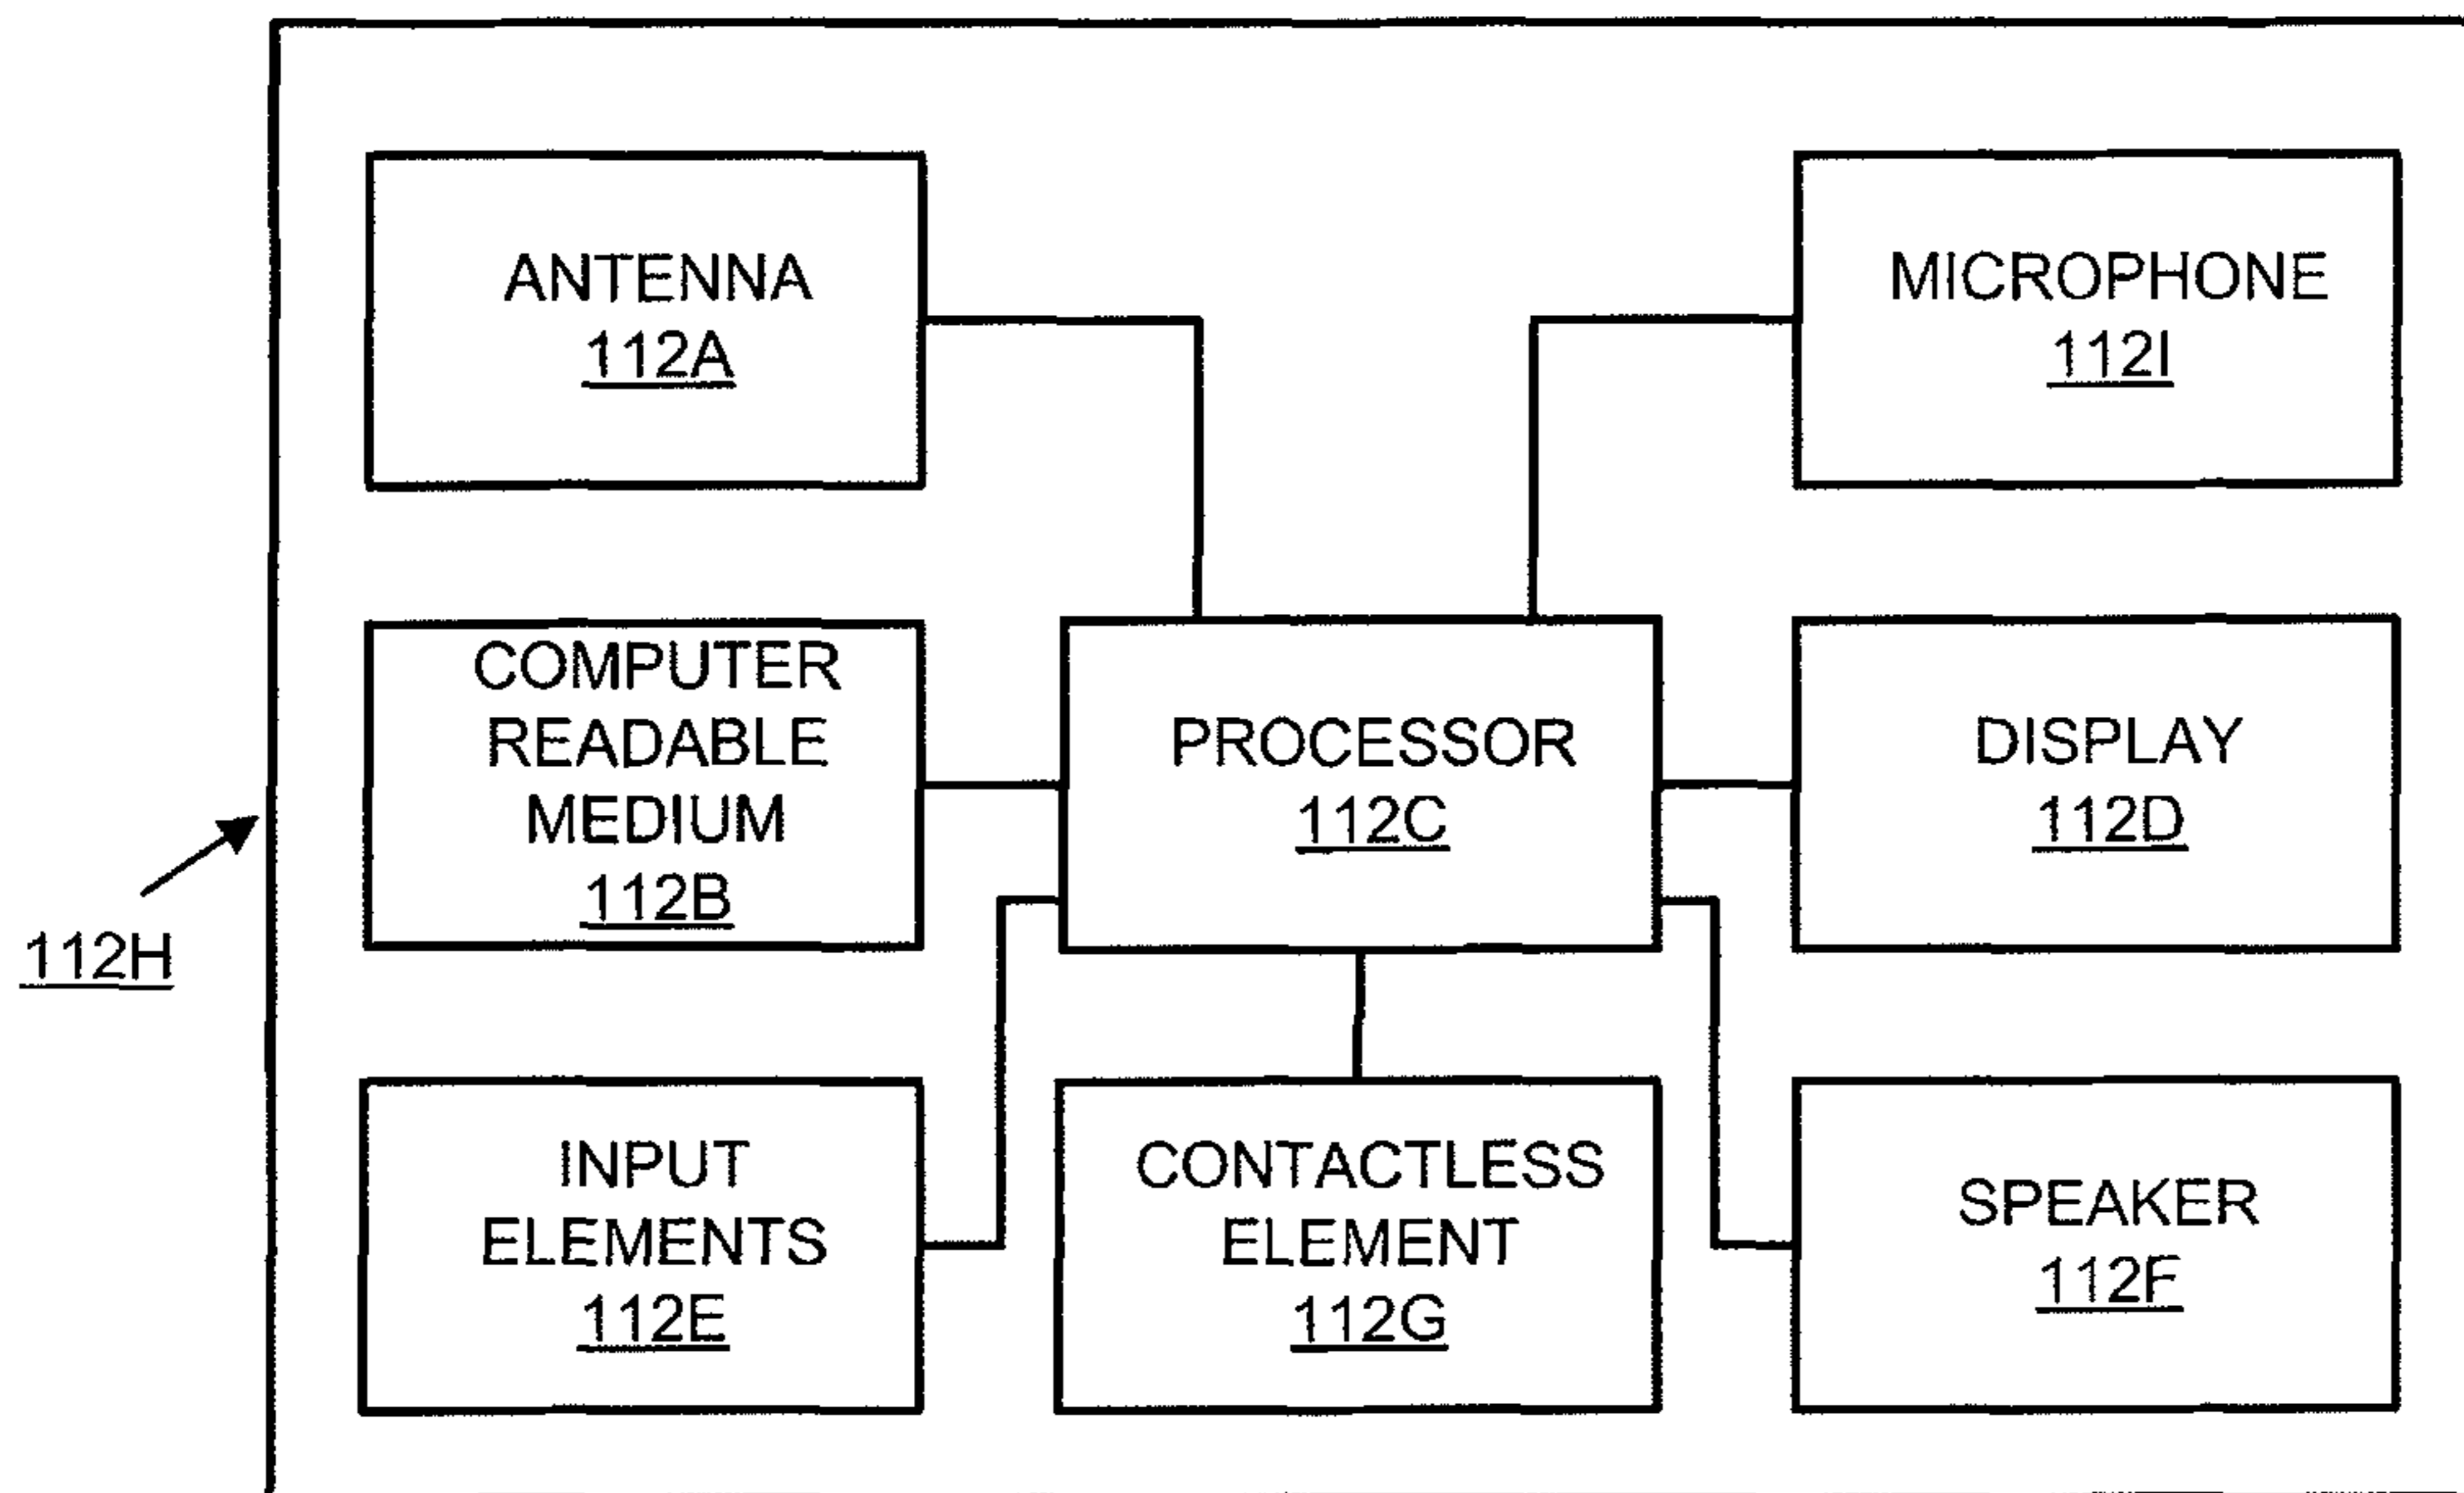 ANTENNA
112A
MICROPHONE
112I
COMPUTER
READABLE
MEDIUM
112B
PROCESSOR
112C
DISPLAY
112D
112H
INPUT
ELEMENTS
112E
CONTACTLESS
ELEMENT
112G
SPEAKER
112F